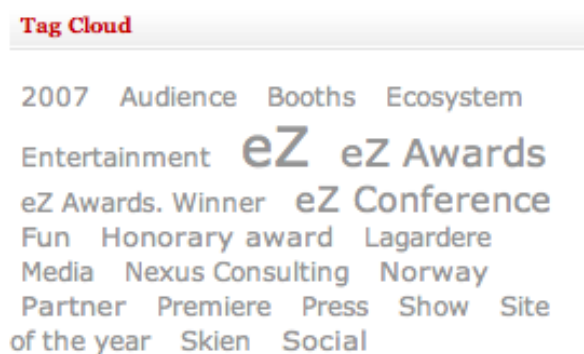 Tag Cloud
2007 Audience Booths Ecosystem
Entertainment eZ eZ Awards
eZ Awards. Winner eZ Conference
Fun Honorary award Lagardere
Media Nexus Consulting Norway
Partner Premiere Press Show Site
of the year Skien Social